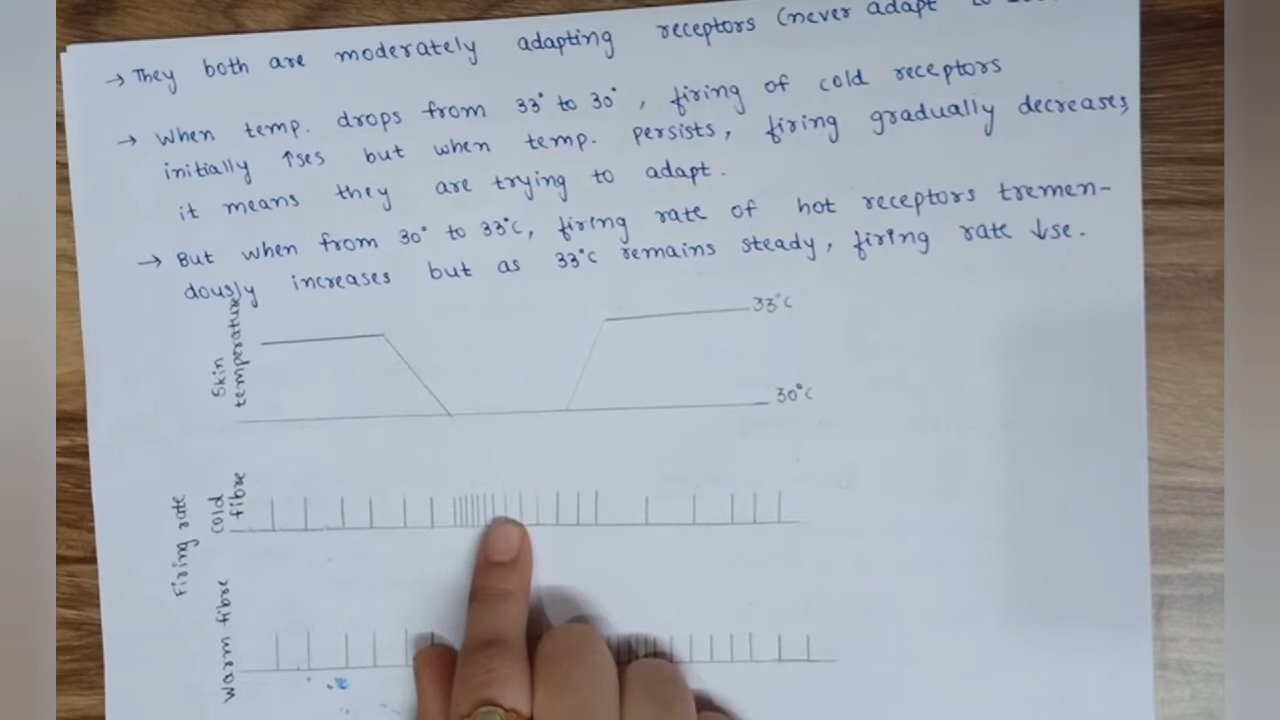 → They both are moderately adapting receptors (never adapt to
→ When temp. drops from 33° to 30°, firing of cold receptors
initially ↑ses but when temp. persists, firing gradually decreases,
it means they are trying to adapt.
→ But when from 30° to 33°C, firing rate of hot receptors tremen-
dously increases but as 33°C remains steady, firing rate ↓se.
Skin temperature
33°C
30°C
Firing rate
Cold fibre
Warm fibre